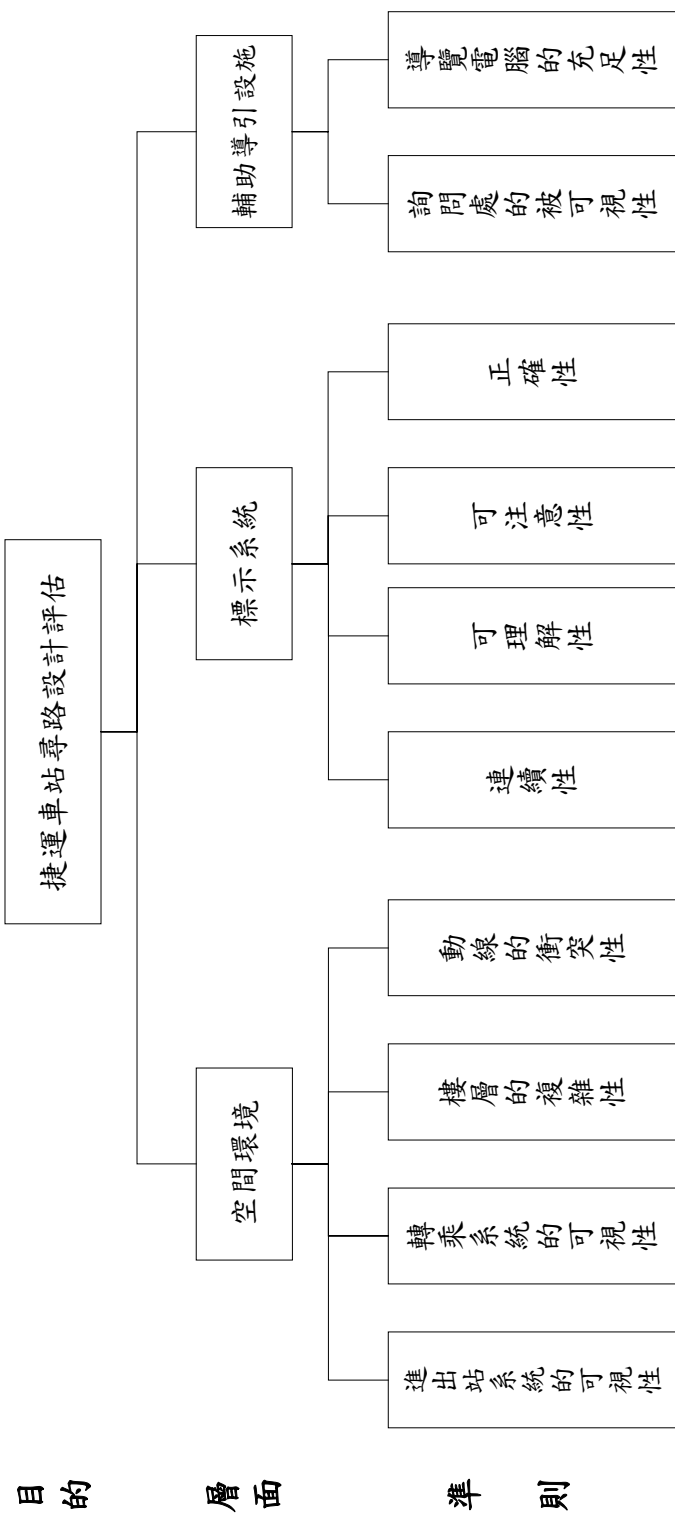 目的
捷運車站尋路設計評估
層面
空間環境
標示系統
輔助導引設施
準則
進出站系統的可視性
轉乘系統的可視性
樓層的複雜性
動線的衝突性
連續性
可理解性
可注意性
正確性
詢問處的被可視性
導覽電腦的充足性